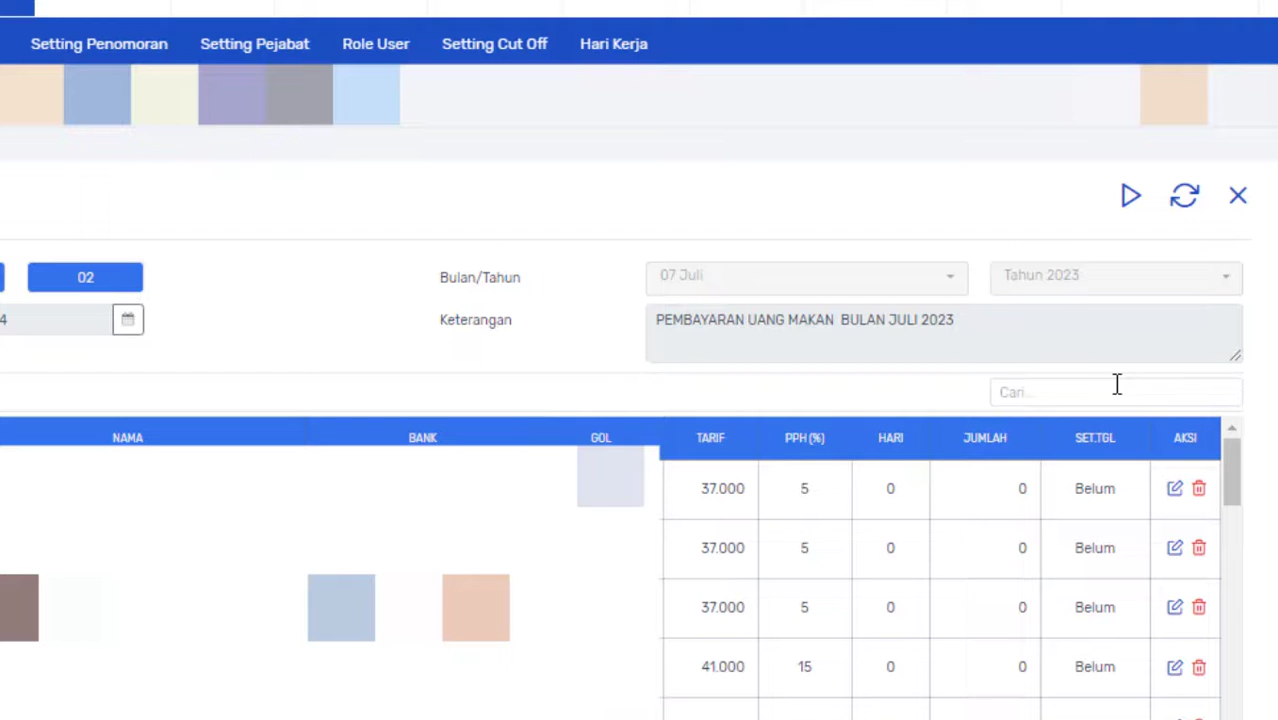 Setting Penomoran Setting Pejabat Role User Setting Cut Off Hari Kerja
02 Bulan/Tahun 07 Juli Tahun 2023
4 Keterangan PEMBAYARAN UANG MAKAN BULAN JULI 2023
Cari...
NAMA BANK GOL TARIF PPH (%) HARI JUMLAH SET.TGL AKSI
37.000 5 0 0 Belum
37.000 5 0 0 Belum
37.000 5 0 0 Belum
41.000 15 0 0 Belum